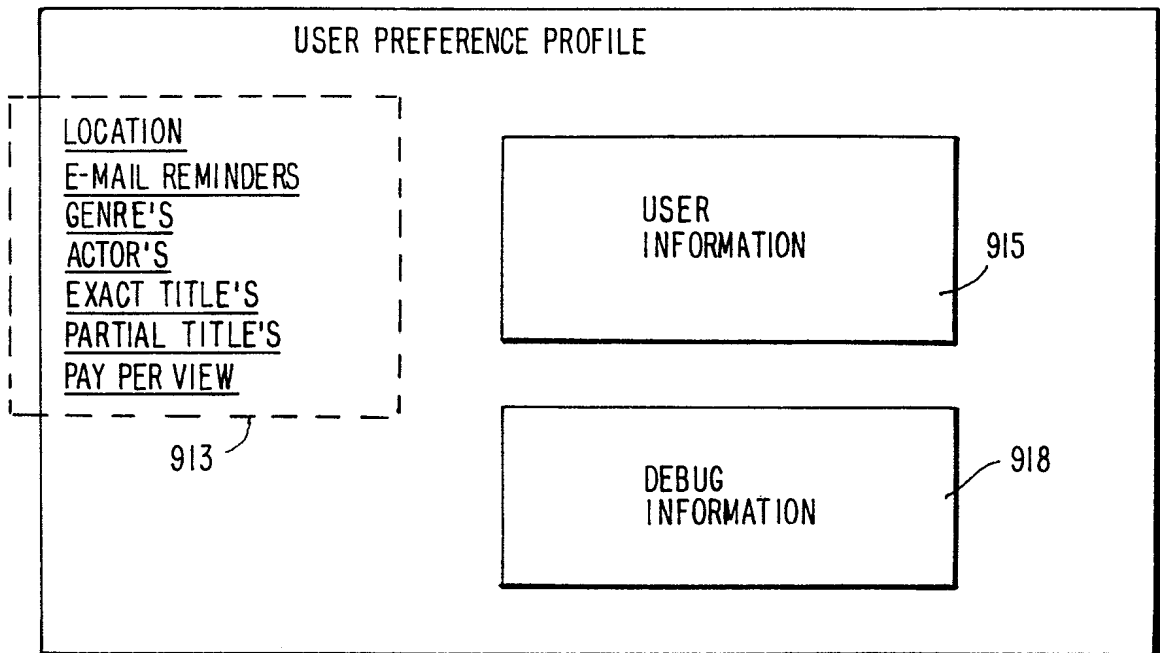 USER PREFERENCE PROFILE
LOCATION
E-MAIL REMINDERS
GENRE'S
ACTOR'S
EXACT TITLE'S
PARTIAL TITLE'S
PAY PER VIEW
913
USER
INFORMATION
915
DEBUG
INFORMATION
918